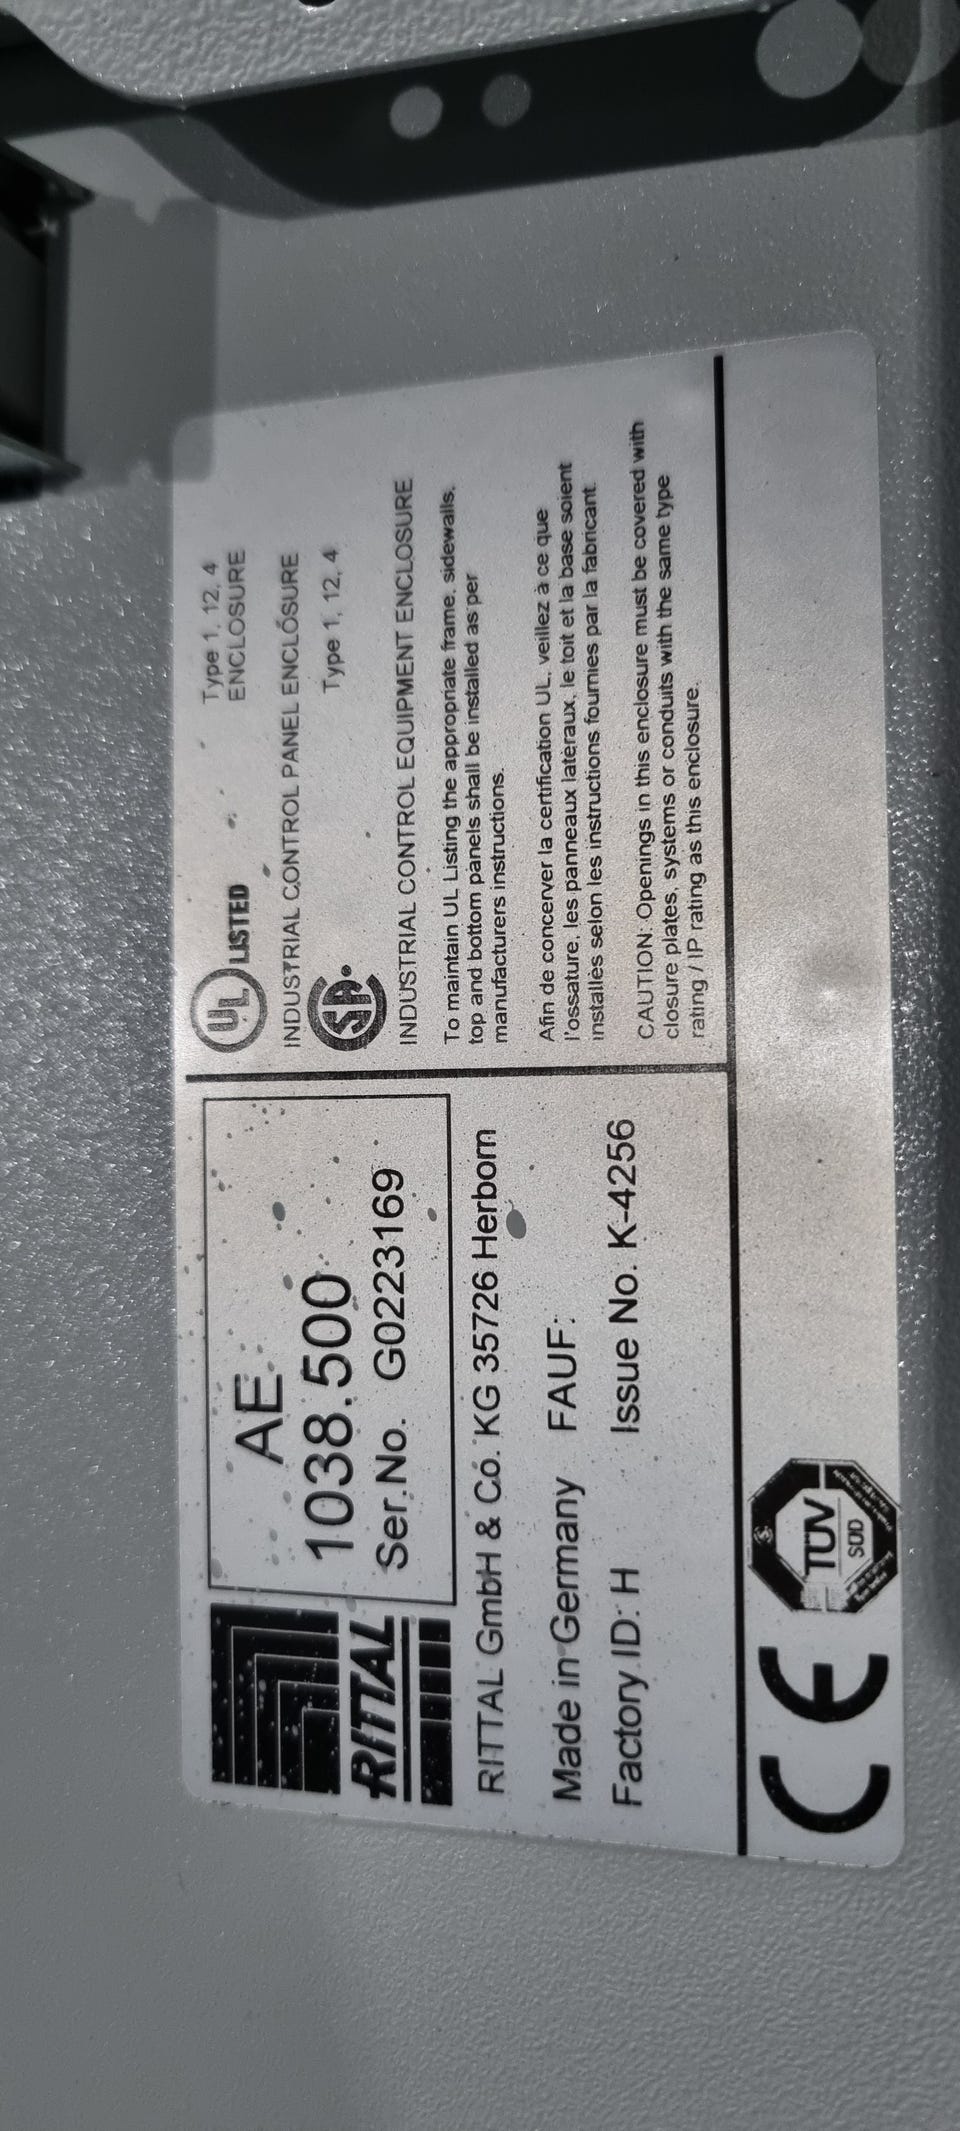 RITTAL
AE
1038.500
Ser.No. G0223169
RITTAL GmbH & Co. KG 35726 Herborn
Made in Germany FAUF:
Factory ID: H Issue No. K-4256
UL LISTED
Type 1, 12, 4
ENCLOSURE
INDUSTRIAL CONTROL PANEL ENCLOSURE
SA Type 1, 12, 4
INDUSTRIAL CONTROL EQUIPMENT ENCLOSURE
To maintain UL Listing the appropriate frame, sidewalls,
top and bottom panels shall be installed as per
manufacturers instructions.
Afin de concerver la certification UL, veillez à ce que
l'ossature, les panneaux latéraux, le toit et la base soient
installés selon les instructions fournies par la fabricant
CAUTION: Openings in this enclosure must be covered with
closure plates, systems or conduits with the same type
rating / IP rating as this enclosure.
CE
TÜV
SÜD